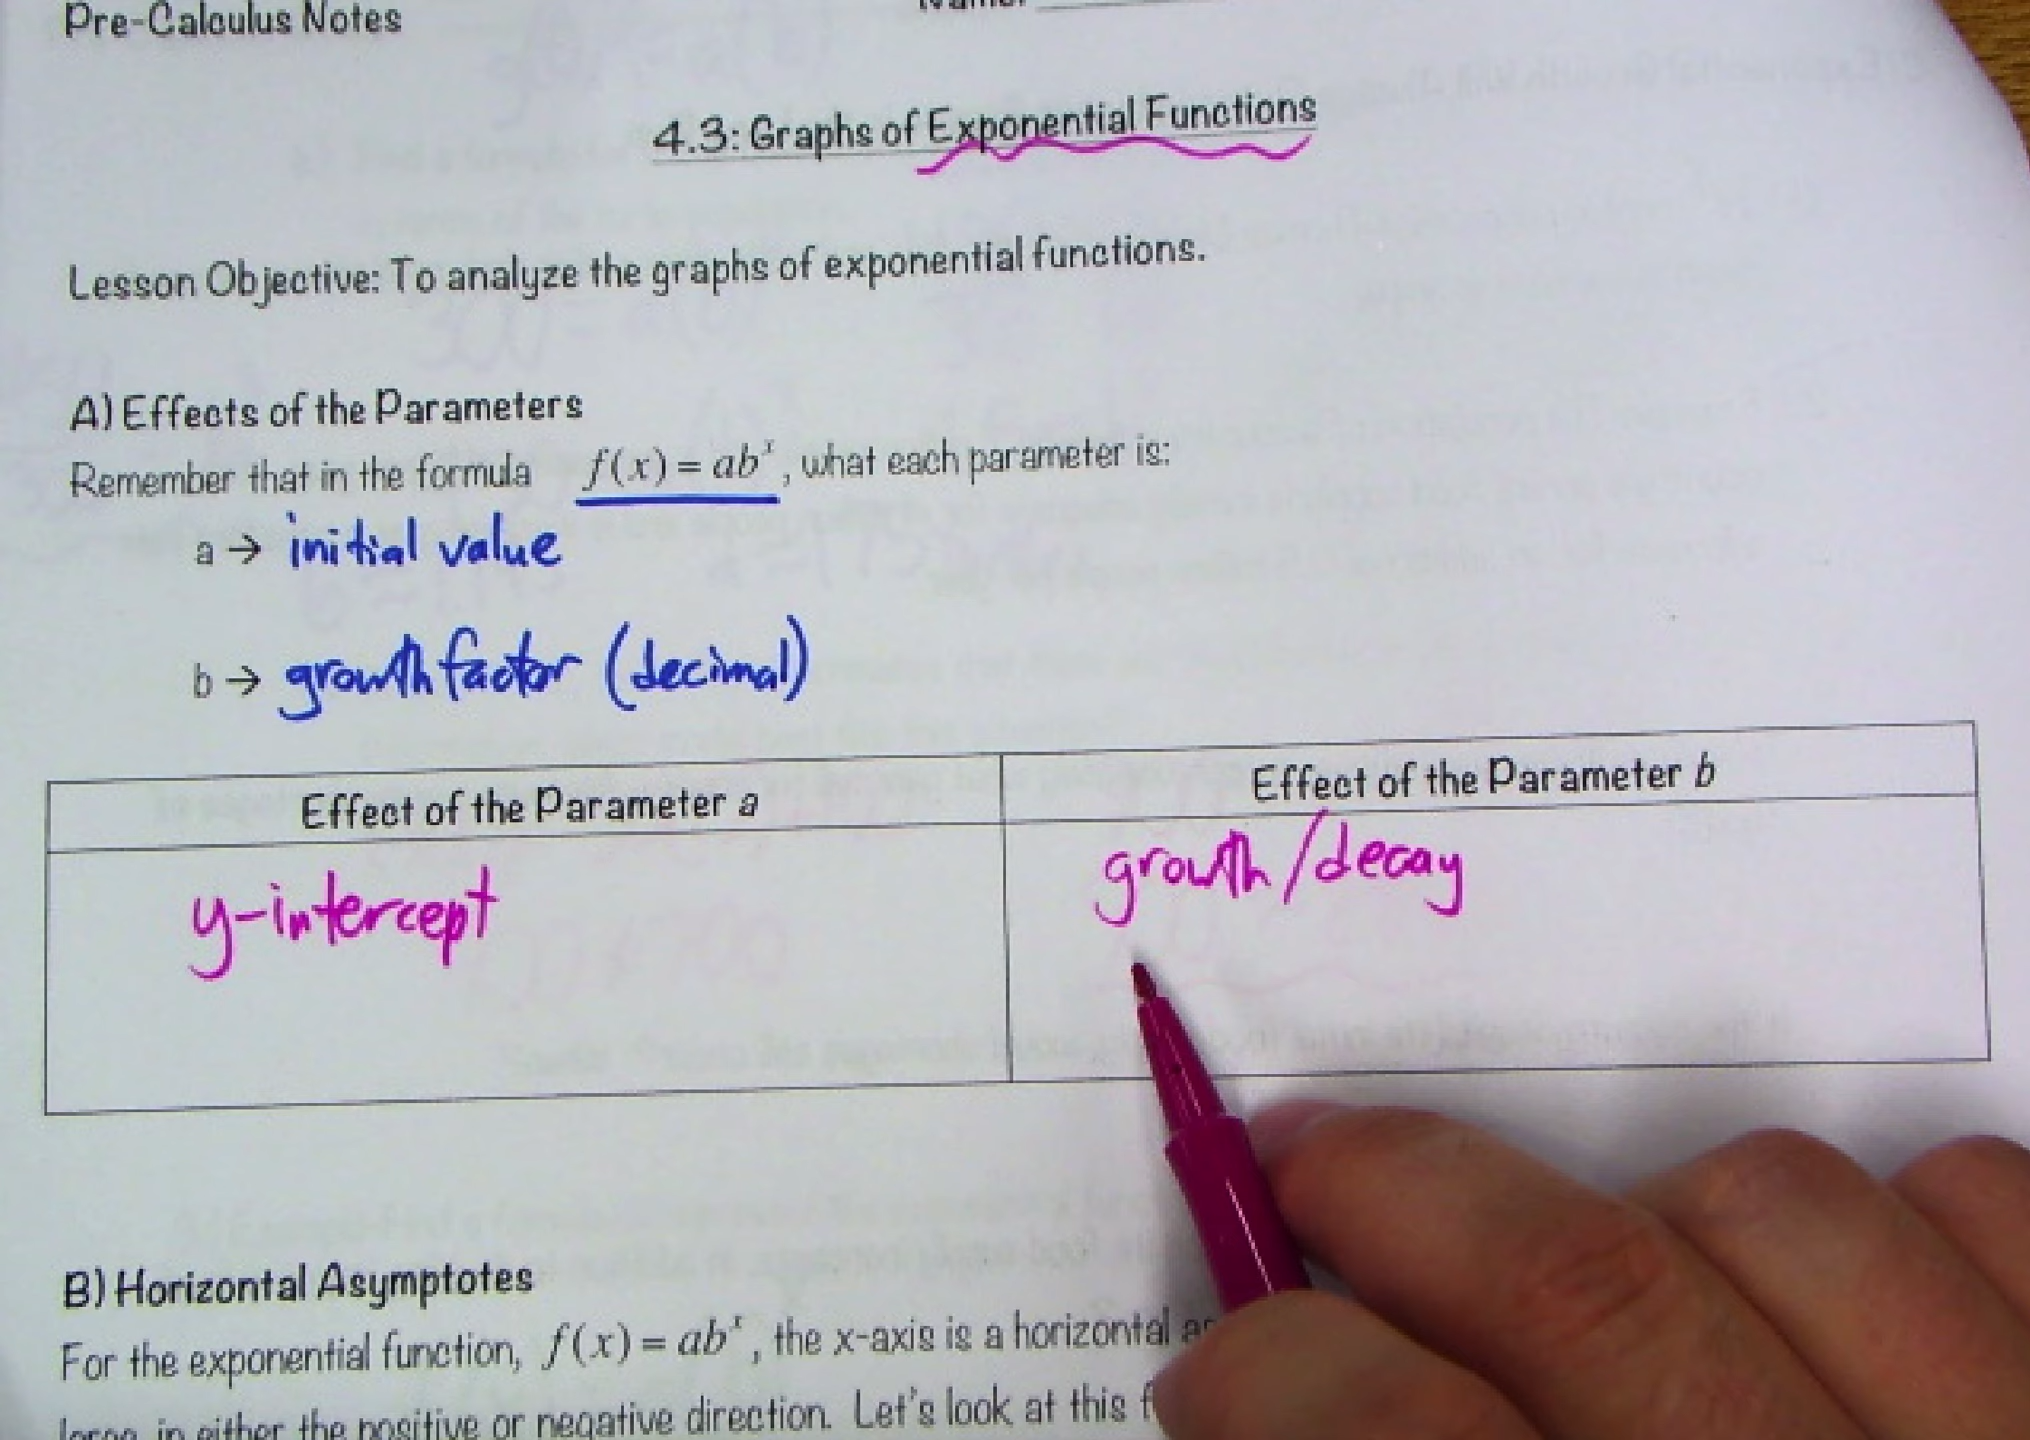 Pre-Calculus Notes
4.3: Graphs of Exponential Functions
Lesson Objective: To analyze the graphs of exponential functions.
A) Effects of the Parameters
Remember that in the formula f(x) = abˣ, what each parameter is:
a → initial value
b → growth factor (decimal)
Effect of the Parameter a
Effect of the Parameter b
y-intercept
growth/decay
B) Horizontal Asymptotes
For the exponential function, f(x) = abˣ, the x-axis is a horizontal
in either the positive or negative direction. Let's look at this